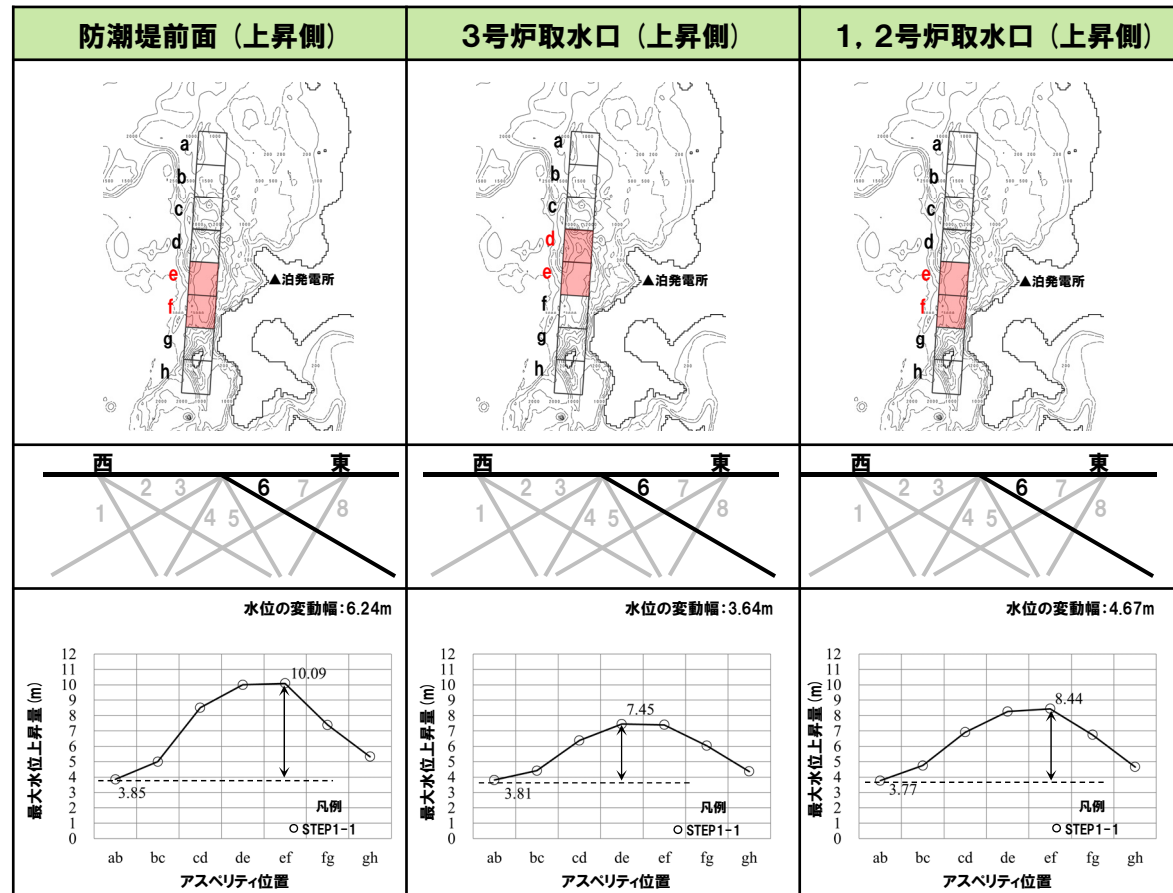 防潮堤前面（上昇側）
3号炉取水口（上昇側）
1，2号炉取水口（上昇側）
a
b
c
d
e
f
g
h
▲泊発電所
a
b
c
d
e
f
g
h
▲泊発電所
a
b
c
d
e
f
g
h
▲泊発電所
西 東
1 2 3 4 5 6 7 8
西 東
1 2 3 4 5 6 7 8
西 東
1 2 3 4 5 6 7 8
水位の変動幅：6.24m
最大水位上昇量（m）
12
11
10
9
8
7
6
5
4
3
2
1
0
10.09
3.85
凡例
○ STEP1-1
ab bc cd de ef fg gh
アスペリティ位置
水位の変動幅：3.64m
最大水位上昇量（m）
12
11
10
9
8
7
6
5
4
3
2
1
0
7.45
3.81
凡例
○ STEP1-1
ab bc cd de ef fg gh
アスペリティ位置
水位の変動幅：4.67m
最大水位上昇量（m）
12
11
10
9
8
7
6
5
4
3
2
1
0
8.44
3.77
凡例
○ STEP1-1
ab bc cd de ef fg gh
アスペリティ位置